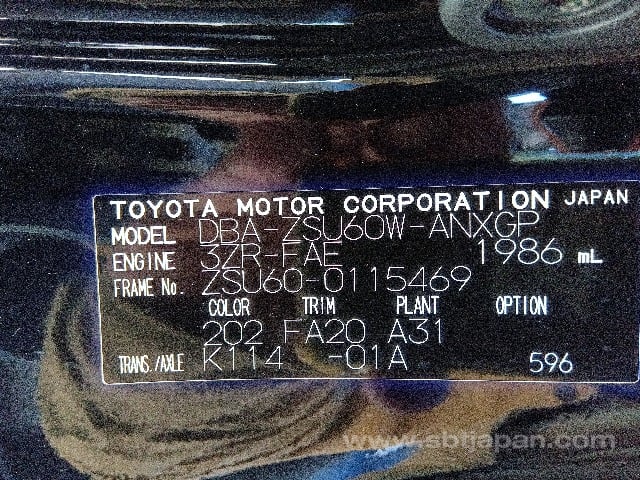 TOYOTA MOTOR CORPORATION JAPAN
MODEL DBA-ZSU60W-ANXGP
ENGINE 3ZR-FAE 1986 mL
FRAME No. ZSU60-0115469
COLOR TRIM PLANT OPTION
202 FA20 A31
TRANS./AXLE K114 -01A 596
www.sbtjapan.com